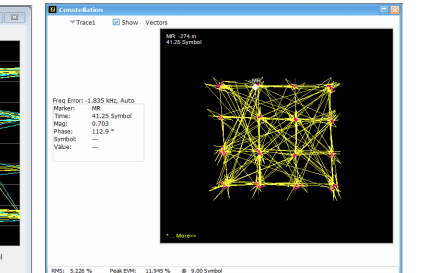 Constellation
Trace1
Show
Vectors
MR: -274 m
41.25 Symbol
MR
Freq Error: -1.835 kHz, Auto
Marker: MR
Time: 41.25 Symbol
Mag: 0.703
Phase: 112.9 °
Symbol: ---
Value: ---
* ... More>>
RMS: 5.226 % Peak EVM: 11.945 % @ 9.00 Symbol